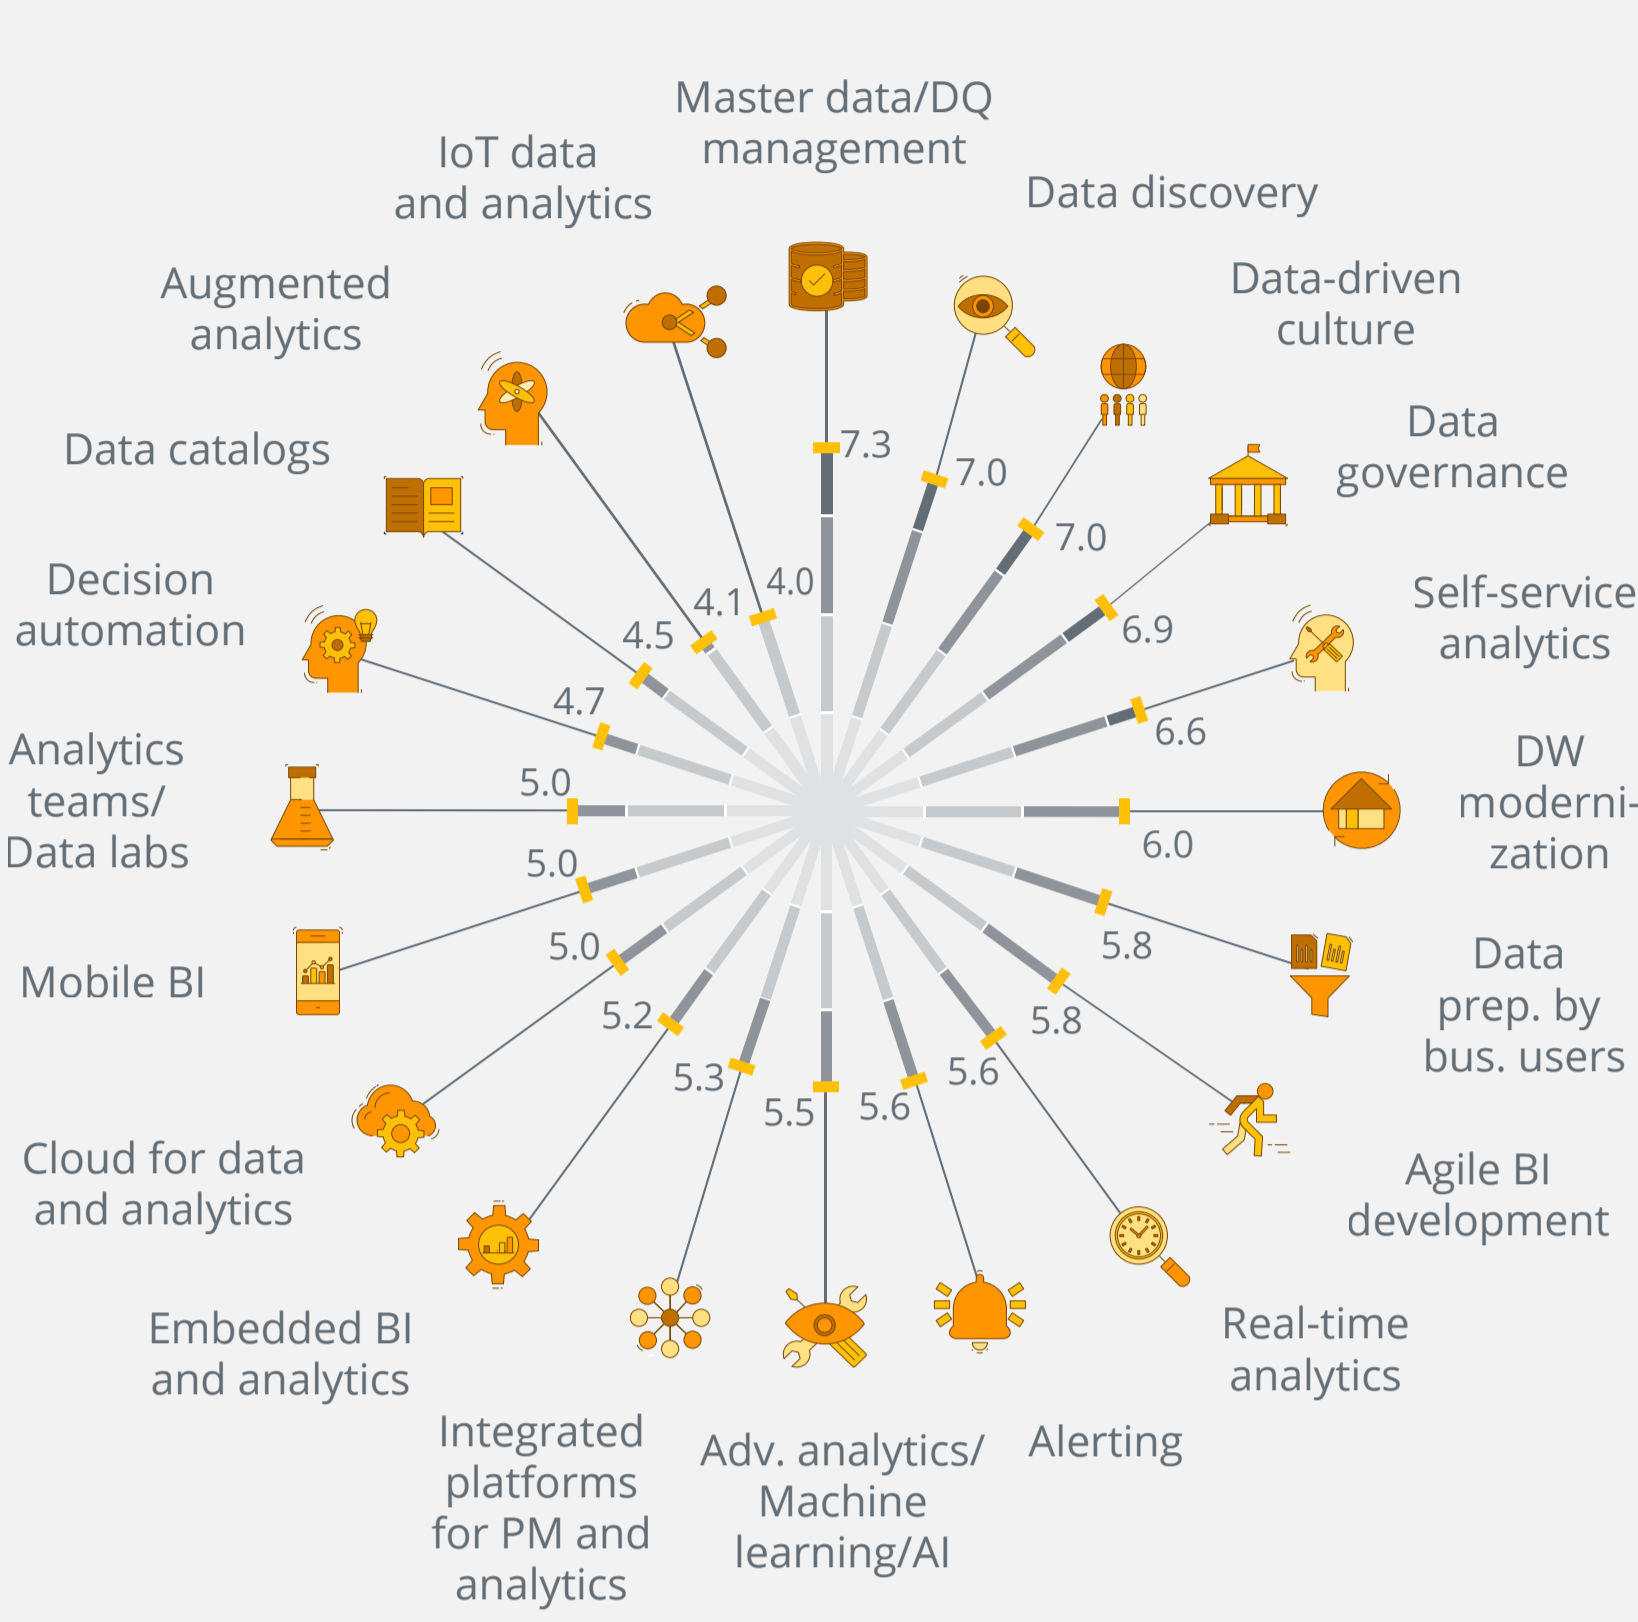 Master data/DQ
management
7.3
Data discovery
7.0
Data-driven
culture
7.0
Data
governance
6.9
Self-service
analytics
6.6
DW
moderni-
zation
6.0
Data
prep. by
bus. users
5.8
Agile BI
development
5.8
Real-time
analytics
5.6
Alerting
5.6
Adv. analytics/
Machine
learning/AI
5.5
Integrated
platforms
for PM and
analytics
5.3
Embedded BI
and analytics
5.2
Cloud for data
and analytics
5.0
Mobile BI
5.0
Analytics
teams/
Data labs
5.0
Decision
automation
4.7
Data catalogs
4.5
Augmented
analytics
4.1
IoT data
and analytics
4.0